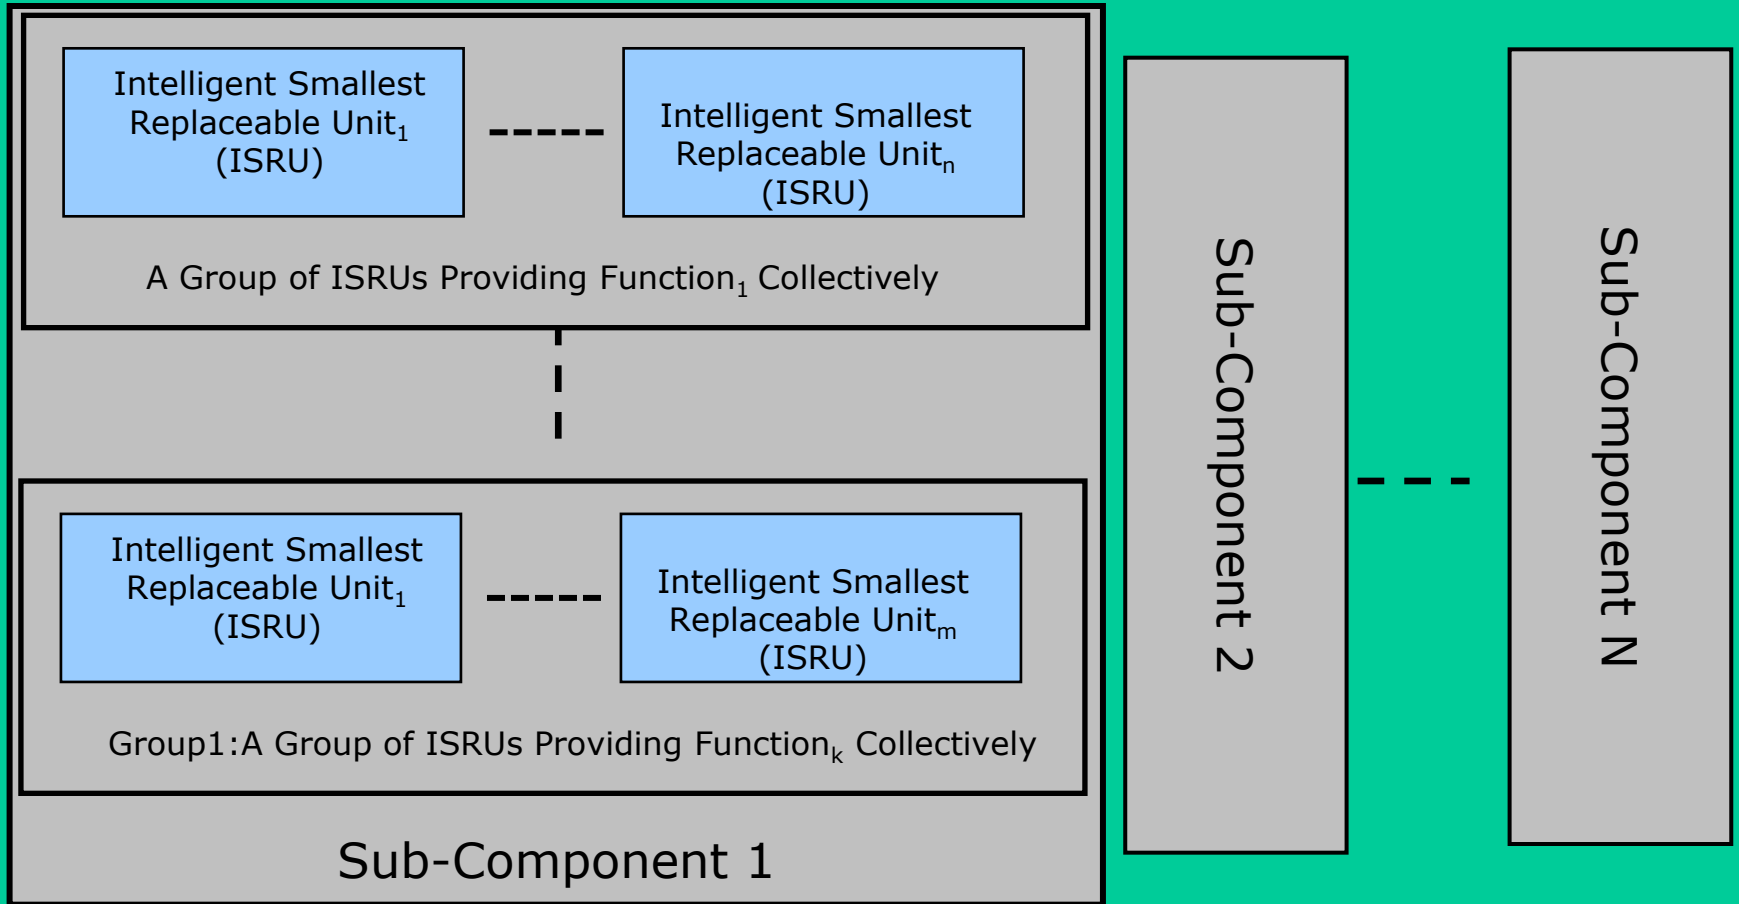 Intelligent Smallest
Replaceable Unit₁
(ISRU)
Intelligent Smallest
Replaceable Unitₙ
(ISRU)
A Group of ISRUs Providing Function₁ Collectively
Intelligent Smallest
Replaceable Unit₁
(ISRU)
Intelligent Smallest
Replaceable Unitₘ
(ISRU)
Group1:A Group of ISRUs Providing Functionₖ Collectively
Sub-Component 1
Sub-Component 2
Sub-Component N